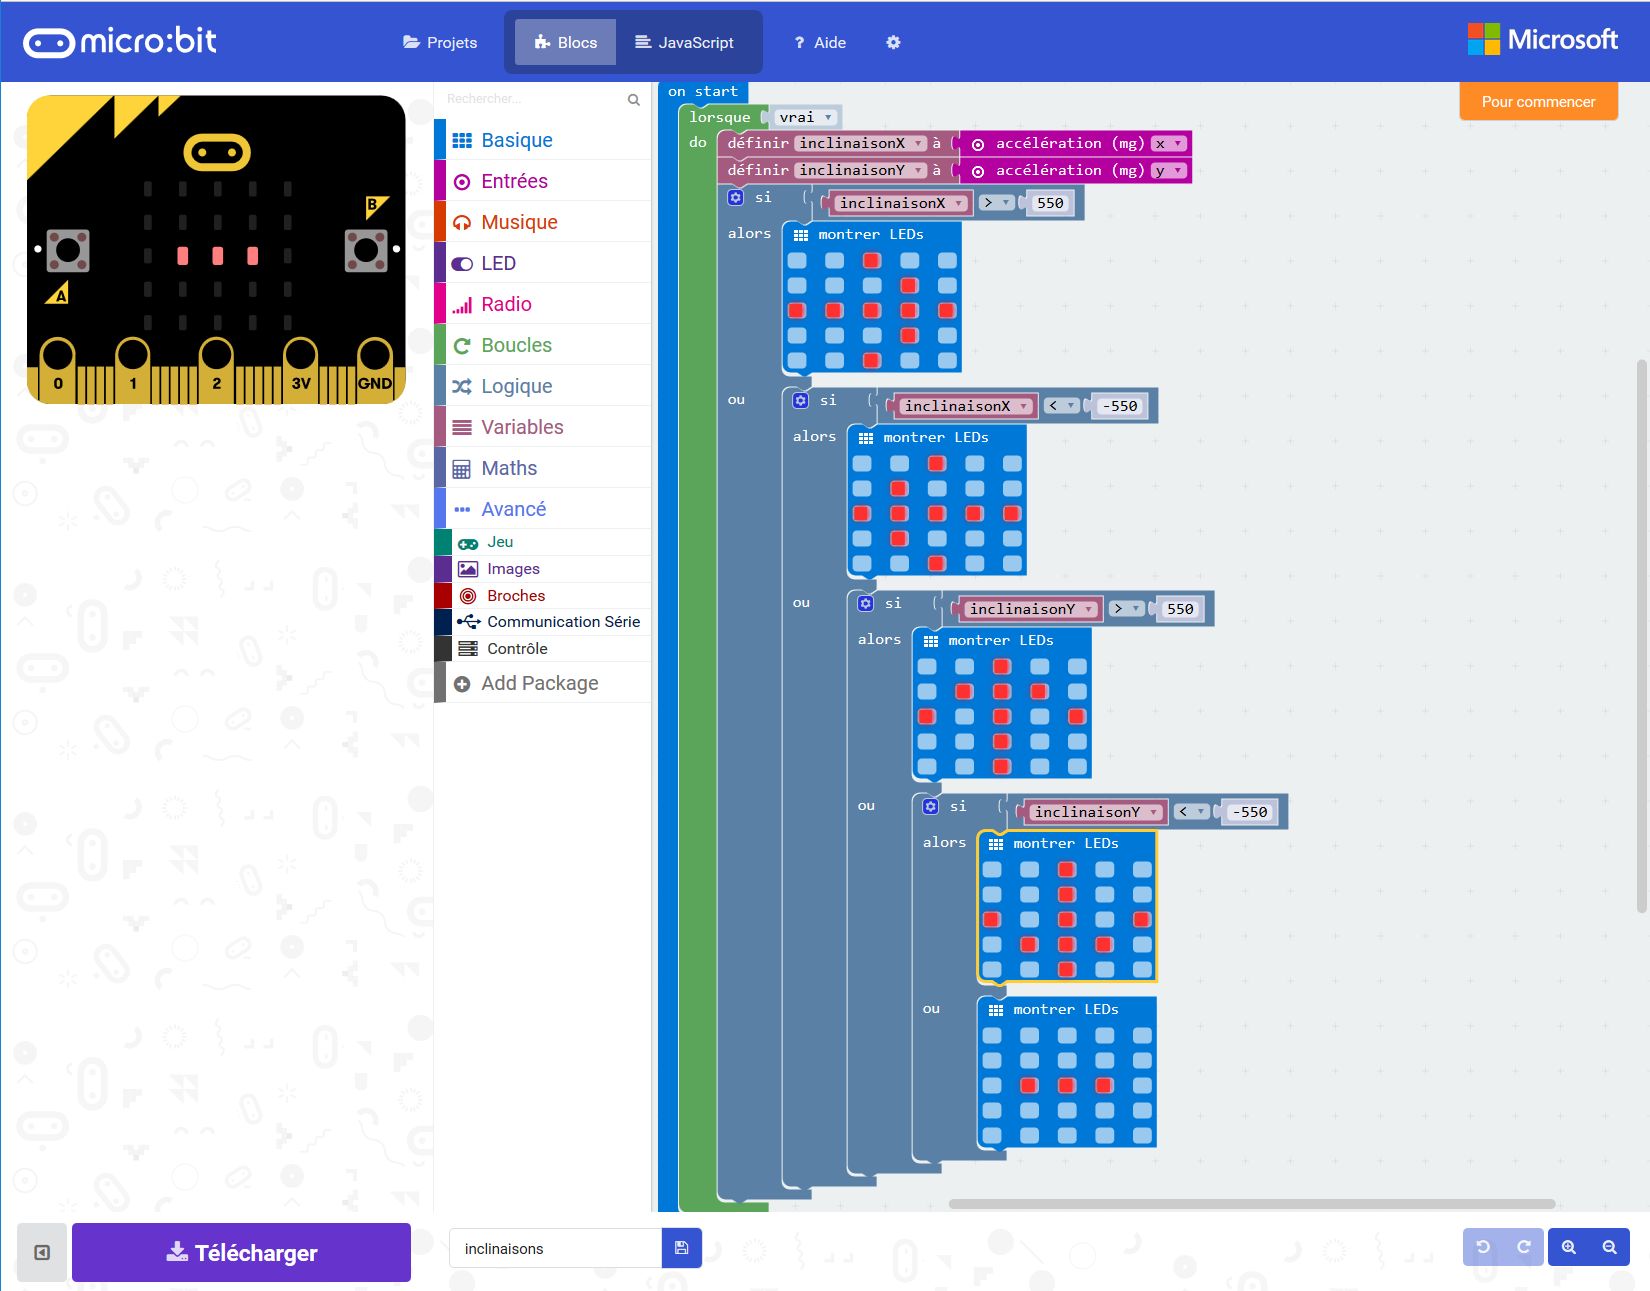 micro:bit
Projets
Blocs
JavaScript
? Aide
Microsoft
Pour commencer
B
A
0 1 2 3V GND
Rechercher...
Basique
Entrées
Musique
LED
Radio
Boucles
Logique
Variables
Maths
Avancé
Jeu
Images
Broches
Communication Série
Contrôle
Add Package
on start
lorsque vrai
do définir inclinaisonX à accélération (mg) x
définir inclinaisonY à accélération (mg) y
si inclinaisonX > 550
alors montrer LEDs
ou si inclinaisonX < -550
alors montrer LEDs
ou si inclinaisonY > 550
alors montrer LEDs
ou si inclinaisonY < -550
alors montrer LEDs
ou montrer LEDs
Télécharger
inclinaisons